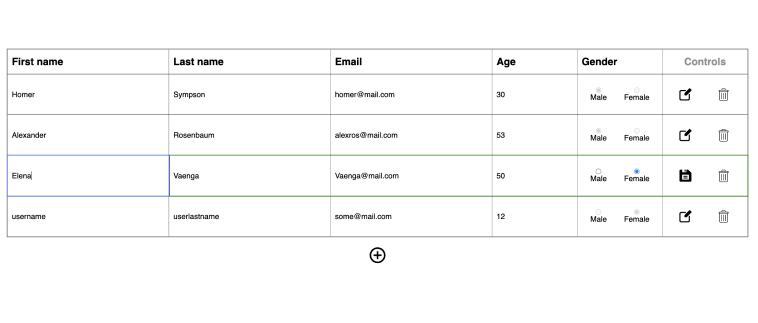 First name Last name Email Age Gender Controls
Homer Sympson homer@mail.com 30 Male Female
Alexander Rosenbaum alexros@mail.com 53 Male Female
Elena Vaenga Vaenga@mail.com 50 Male Female
username userlastname some@mail.com 12 Male Female